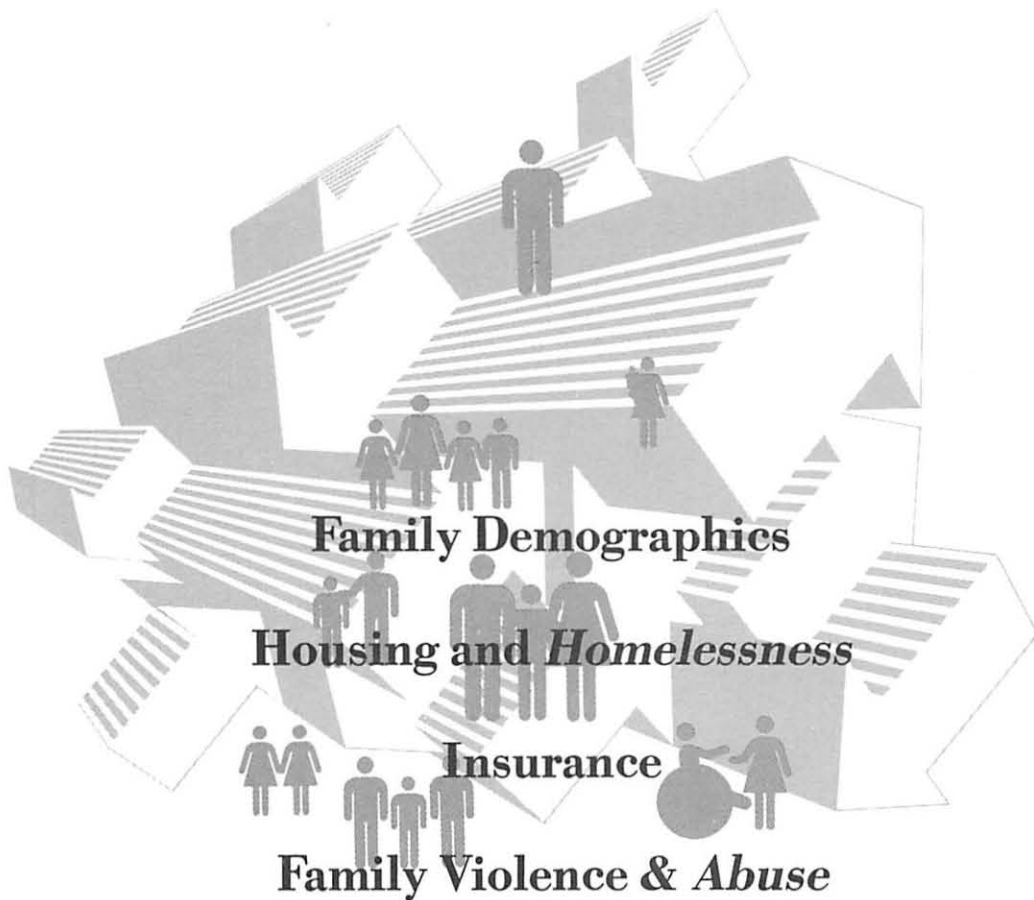 Family Demographics
Housing and Homelessness
Insurance
Family Violence & Abuse